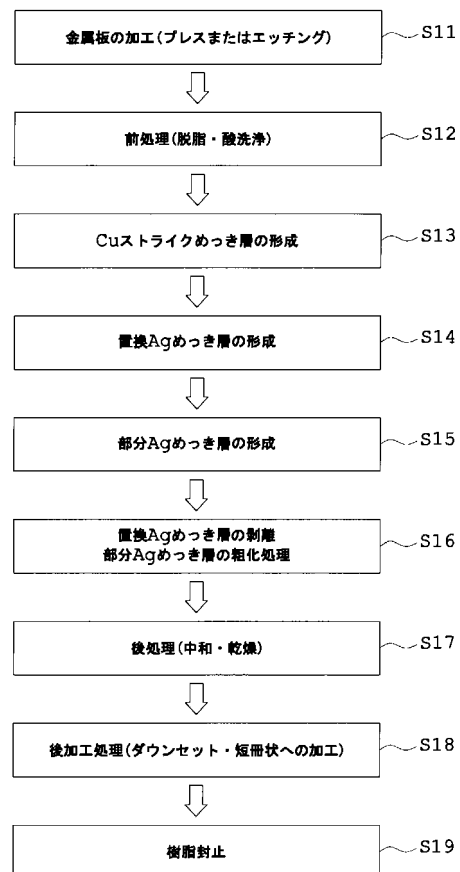 金属板の加工(プレスまたはエッチング)
S11
前処理(脱脂・酸洗浄)
S12
Cuストライクめっき層の形成
S13
置換Agめっき層の形成
S14
部分Agめっき層の形成
S15
置換Agめっき層の剥離
部分Agめっき層の粗化処理
S16
後処理(中和・乾燥)
S17
後加工処理(ダウンセット・短冊状への加工)
S18
樹脂封止
S19